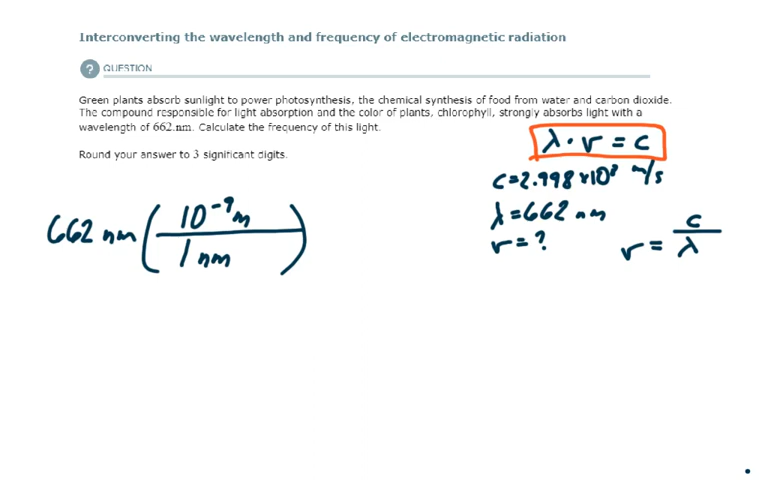 Interconverting the wavelength and frequency of electromagnetic radiation
? QUESTION
Green plants absorb sunlight to power photosynthesis, the chemical synthesis of food from water and carbon dioxide.
The compound responsible for light absorption and the color of plants, chlorophyll, strongly absorbs light with a
wavelength of 662.nm. Calculate the frequency of this light.
Round your answer to 3 significant digits.
λ · ν = c
c = 2.998 × 10⁸ m/s
λ = 662 nm
ν = ?
ν = c/λ
662 nm (10⁻⁹ m / 1 nm)